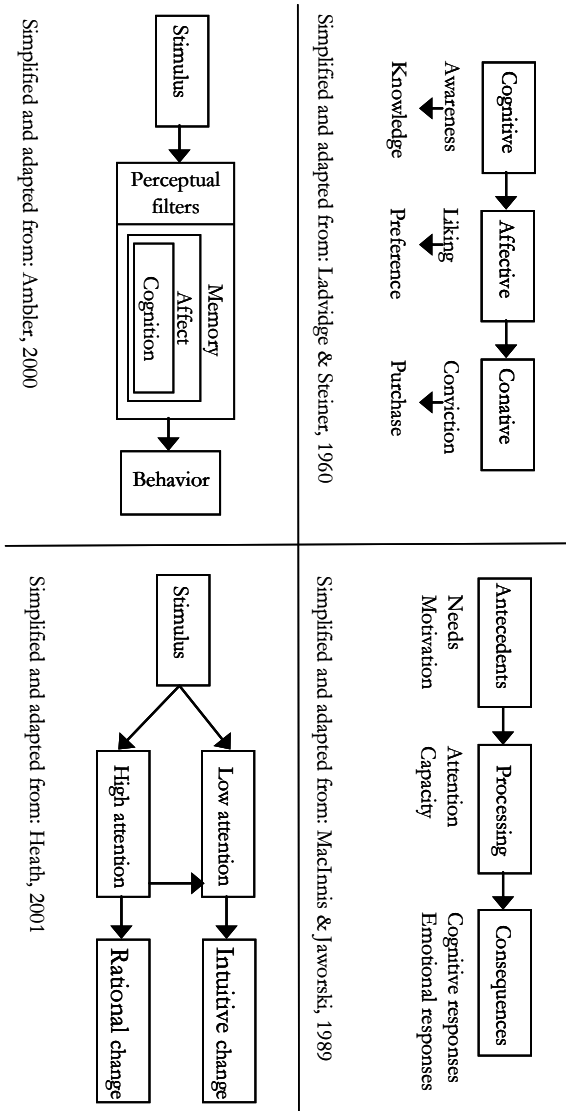 Cognitive
Affective
Conative
Awareness
Knowledge
Liking
Preference
Conviction
Purchase
Simplified and adapted from: Ladvidge & Steiner, 1960
Antecedents
Processing
Consequences
Needs
Motivation
Attention
Capacity
Cognitive responses
Emotional responses
Simplified and adapted from: MacInnis & Jaworski, 1989
Stimulus
Perceptual
filters
Memory
Affect
Cognition
Behavior
Simplified and adapted from: Ambler, 2000
Stimulus
Low attention
Intuitive change
High attention
Rational change
Simplified and adapted from: Heath, 2001